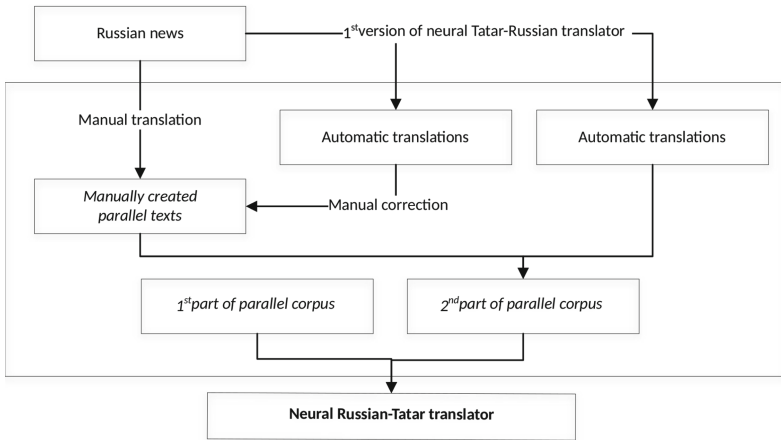 Russian news
1st version of neural Tatar-Russian translator
Manual translation
Automatic translations
Automatic translations
Manually created
parallel texts
Manual correction
1st part of parallel corpus
2nd part of parallel corpus
Neural Russian-Tatar translator